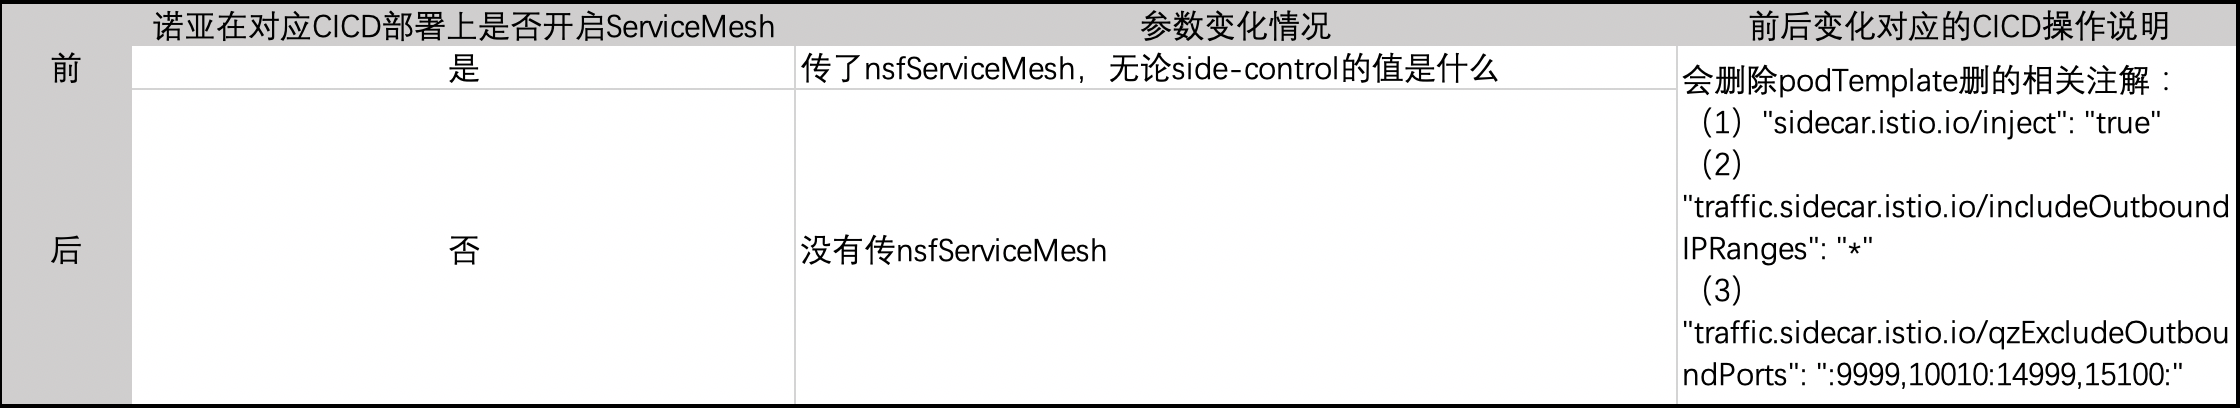 诺亚在对应CICD部署上是否开启ServiceMesh 参数变化情况 前后变化对应的CICD操作说明
前 是 传了nsfServiceMesh，无论side-control的值是什么
后 否 没有传nsfServiceMesh
会删除podTemplate删的相关注解：
（1）"sidecar.istio.io/inject": "true"
（2）
"traffic.sidecar.istio.io/includeOutbound
IPRanges": "*"
（3）
"traffic.sidecar.istio.io/qzExcludeOutbou
ndPorts": ":9999,10010:14999,15100:"